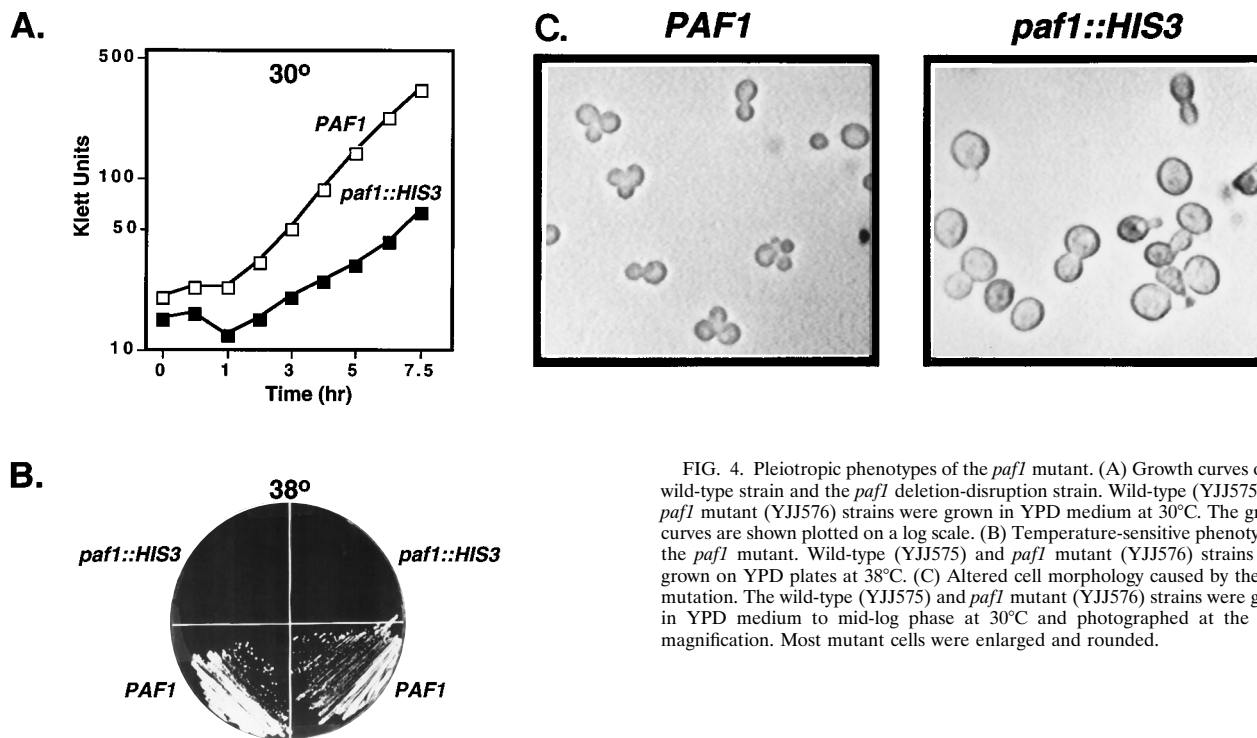 A.
30º
500
100
50
10
Klett Units
PAF1
paf1::HIS3
0 1 3 5 7.5
Time (hr)
B.
38º
paf1::HIS3
paf1::HIS3
PAF1
PAF1
C.
PAF1
paf1::HIS3
FIG. 4. Pleiotropic phenotypes of the paf1 mutant. (A) Growth curves
wild-type strain and the paf1 deletion-disruption strain. Wild-type (YJJ575
paf1 mutant (YJJ576) strains were grown in YPD medium at 30°C. The
curves are shown plotted on a log scale. (B) Temperature-sensitive
the paf1 mutant. Wild-type (YJJ575) and paf1 mutant (YJJ576) strains
grown on YPD plates at 38°C. (C) Altered cell morphology caused by the
mutation. The wild-type (YJJ575) and paf1 mutant (YJJ576) strains were
in YPD medium to mid-log phase at 30°C and photographed at the
magnification. Most mutant cells were enlarged and rounded.